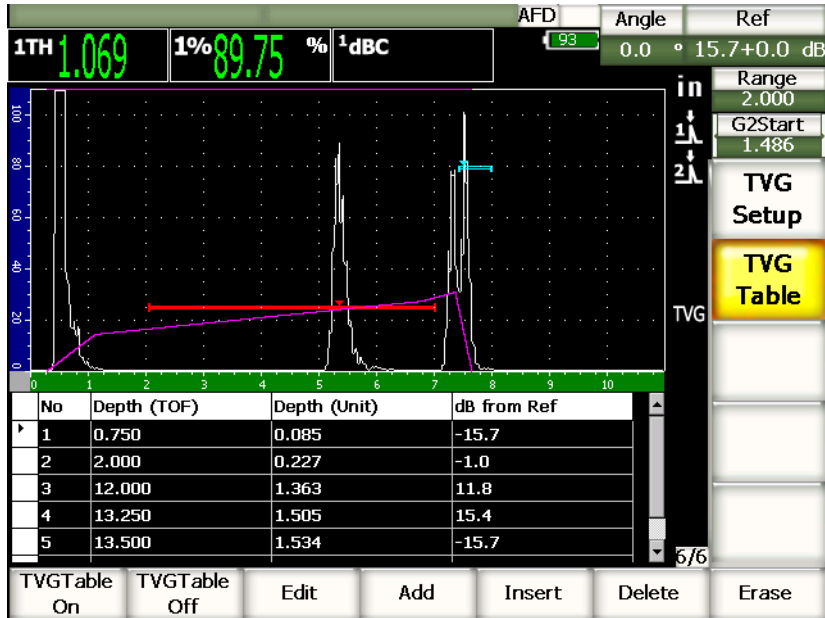 AFD
Angle
Ref
1TH 1.069
1% 89.75 %
1dBC
93
0.0 °
15.7+0.0 dB
in
Range
2.000
G2Start
1.486
1
2
TVG Setup
TVG Table
TVG
100
80
60
40
20
0
0 1 2 3 4 5 6 7 8 9 10
No Depth (TOF) Depth (Unit) dB from Ref
1 0.750 0.085 -15.7
2 2.000 0.227 -1.0
3 12.000 1.363 11.8
4 13.250 1.505 15.4
5 13.500 1.534 -15.7
6/6
TVGTable On
TVGTable Off
Edit
Add
Insert
Delete
Erase